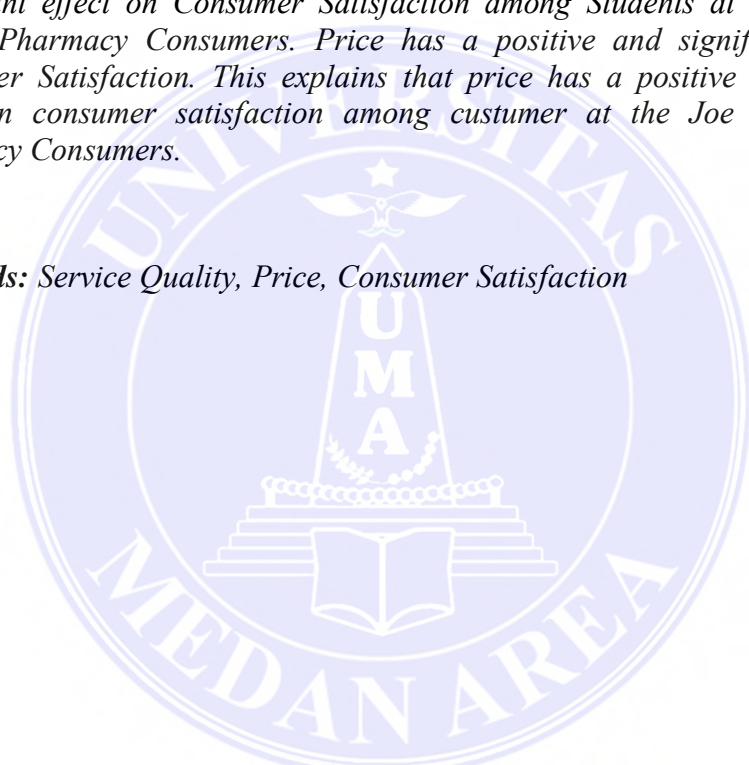 ant effect on Consumer Satisfaction among Students at
Pharmacy Consumers. Price has a positive and signif
er Satisfaction. This explains that price has a positive
n consumer satisfaction among custumer at the Joe
cy Consumers.
ds: Service Quality, Price, Consumer Satisfaction
UNIVERSITAS
U
M
A
MEDAN AREA